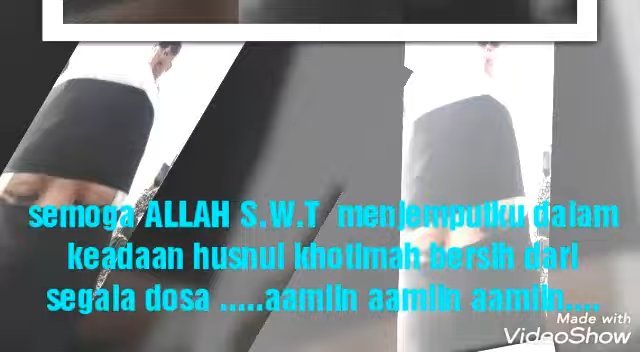 semoga ALLAH S.W.T menjemputku dalam
keadaan husnul khotimah bersih dari
segala dosa .....aamiin aamiin aamiin....
Made with
VideoShow